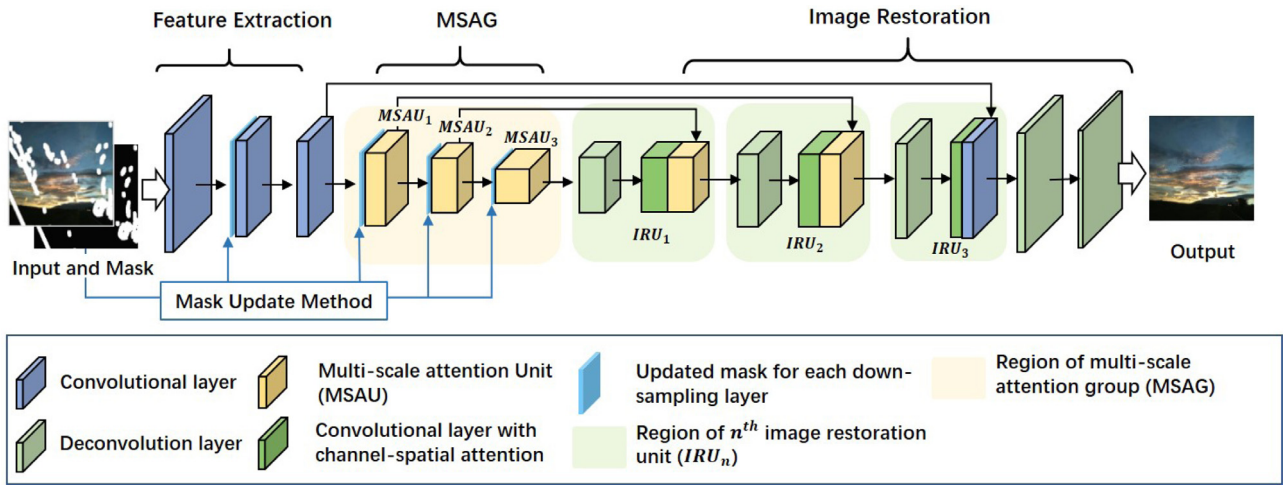 Feature Extraction
MSAG
Image Restoration
MSAU₁
MSAU₂
MSAU₃
IRU₁
IRU₂
IRU₃
Input and Mask
Output
Mask Update Method
Convolutional layer
Multi-scale attention Unit
(MSAU)
Updated mask for each down-
sampling layer
Region of multi-scale
attention group (MSAG)
Deconvolution layer
Convolutional layer with
channel-spatial attention
Region of nᵗʰ image restoration
unit (IRUₙ)